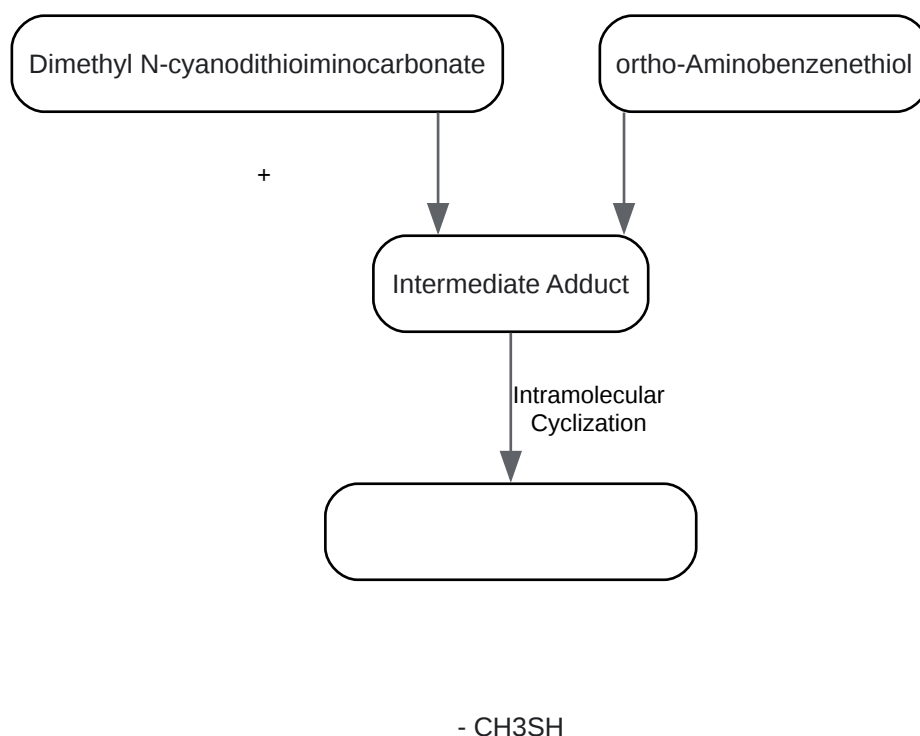 Dimethyl N-cyanodithioiminocarbonate
ortho-Aminobenzenethiol
+
Intermediate Adduct
Intramolecular
Cyclization
- CH3SH